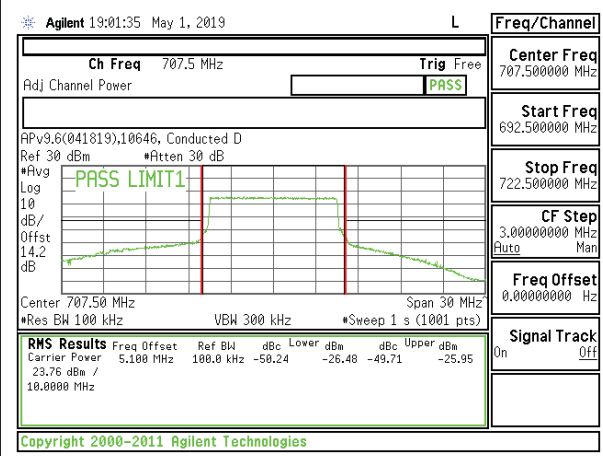 Agilent 19:01:35 May 1, 2019 L
Freq/Channel
Ch Freq 707.5 MHz Trig Free
Adj Channel Power PASS
Center Freq
707.500000 MHz
Start Freq
692.500000 MHz
Stop Freq
722.500000 MHz
CF Step
3.00000000 MHz
Auto Man
Freq Offset
0.00000000 Hz
Signal Track
On Off
APv9.6(041819),10646, Conducted D
Ref 30 dBm #Atten 30 dB
#Avg
Log
10
dB/
Offst
14.2
dB
PASS LIMIT1
Center 707.50 MHz Span 30 MHz
#Res BW 100 kHz VBW 300 kHz #Sweep 1 s (1001 pts)
RMS Results Freq Offset Ref BW dBc Lower dBm dBc Upper dBm
Carrier Power 5.100 MHz 100.0 kHz -50.24 -26.48 -49.71 -25.95
23.76 dBm /
10.0000 MHz
Copyright 2000-2011 Agilent Technologies